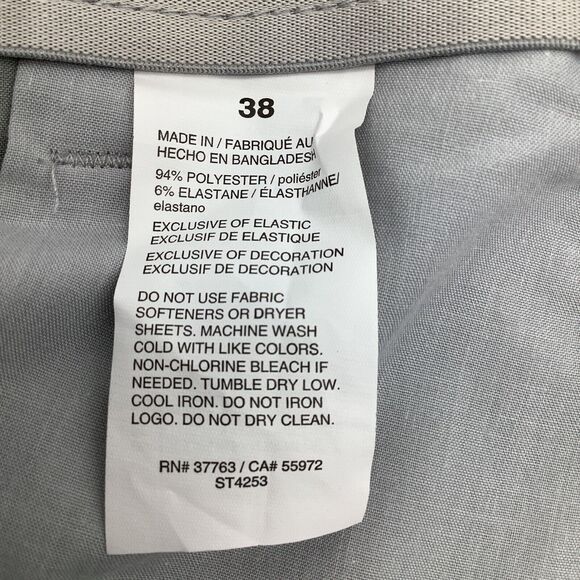 38
MADE IN / FABRIQUÉ AU
HECHO EN BANGLADESH
94% POLYESTER / poliéster
6% ELASTANE / ÉLASTHANNE/
elastano
EXCLUSIVE OF ELASTIC
EXCLUSIF DE ELASTIQUE
EXCLUSIVE OF DECORATION
EXCLUSIF DE DECORATION
DO NOT USE FABRIC
SOFTENERS OR DRYER
SHEETS. MACHINE WASH
COLD WITH LIKE COLORS.
NON-CHLORINE BLEACH IF
NEEDED. TUMBLE DRY LOW.
COOL IRON. DO NOT IRON
LOGO. DO NOT DRY CLEAN.
RN# 37763 / CA# 55972
ST4253